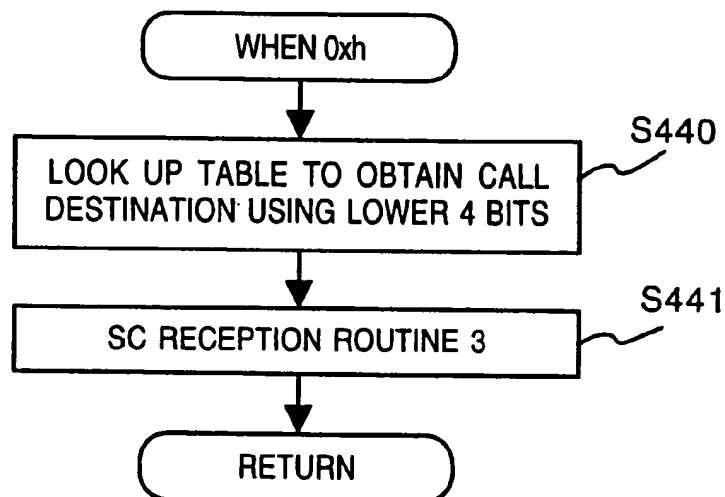 WHEN 0xh
S440
LOOK UP TABLE TO OBTAIN CALL
DESTINATION USING LOWER 4 BITS
S441
SC RECEPTION ROUTINE 3
RETURN